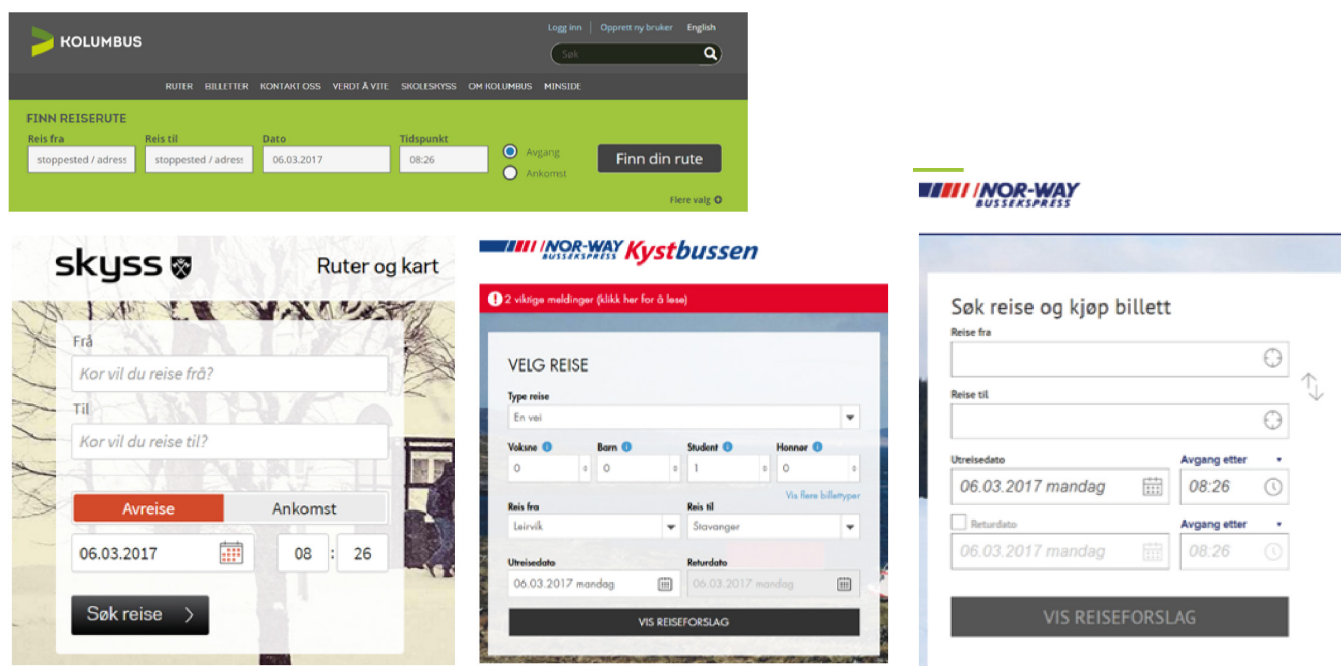 KOLUMBUS
Logg inn | Opprett ny bruker English
Søk
RUTER BILLETTER KONTAKT OSS VERDT Å VITE SKOLESKYSS OM KOLUMBUS MINSIDE
FINN REISERUTE
Reis fra Reis til Dato Tidspunkt
stoppested / adress stoppested / adress 06.03.2017 08:26
Avgang
Ankomst
Finn din rute
Flere valg
skyss Ruter og kart
Frå
Kor vil du reise frå?
Til
Kor vil du reise til?
Avreise Ankomst
06.03.2017 08 : 26
Søk reise
NOR-WAY Kystbussen
BUSSEKSPRESS
2 viktige meldinger (klikk her for å lese)
VELG REISE
Type reise
En vei
Voksne Barn Student Honnør
0 0 1 0
Vis flere billettyper
Reis fra Reis til
Leirvik Stavanger
Utreisedato Returdato
06.03.2017 mandag 06.03.2017 mandag
VIS REISEFORSLAG
NOR-WAY
BUSSEKSPRESS
Søk reise og kjøp billett
Reise fra
Reise til
Utreisedato Avgang etter
06.03.2017 mandag 08:26
Returdato Avgang etter
06.03.2017 mandag 08:26
VIS REISEFORSLAG